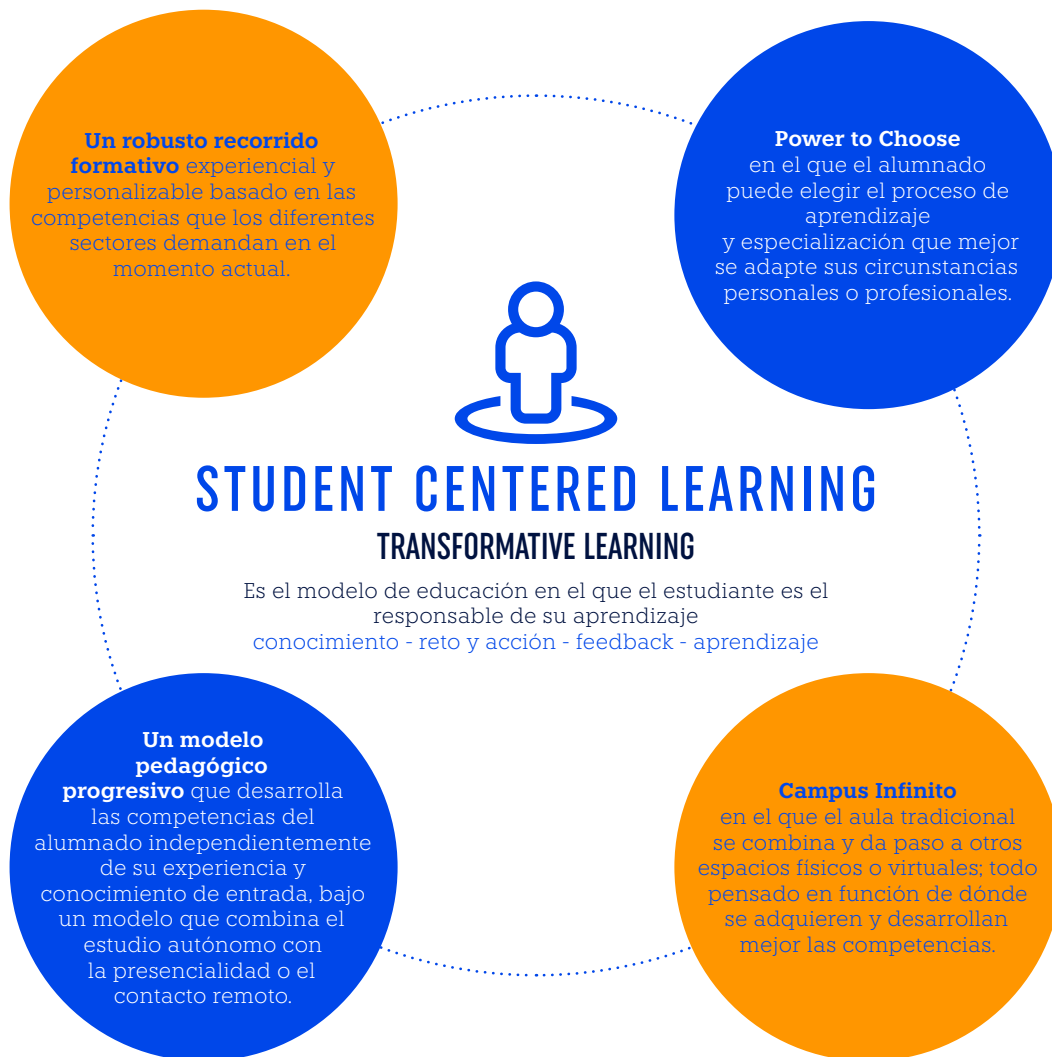 Un robusto recorrido
formativo experiencial y
personalizable basado en las
competencias que los diferentes
sectores demandan en el
momento actual.
Power to Choose
en el que el alumnado
puede elegir el proceso de
aprendizaje
y especialización que mejor
se adapte sus circunstancias
personales o profesionales.
STUDENT CENTERED LEARNING
TRANSFORMATIVE LEARNING
Es el modelo de educación en el que el estudiante es el
responsable de su aprendizaje
conocimiento - reto y acción - feedback - aprendizaje
Un modelo
pedagógico
progresivo que desarrolla
las competencias del
alumnado independientemente
de su experiencia y
conocimiento de entrada, bajo
un modelo que combina el
estudio autónomo con
la presencialidad o el
contacto remoto.
Campus Infinito
en el que el aula tradicional
se combina y da paso a otros
espacios físicos o virtuales; todo
pensado en función de dónde
se adquieren y desarrollan
mejor las competencias.